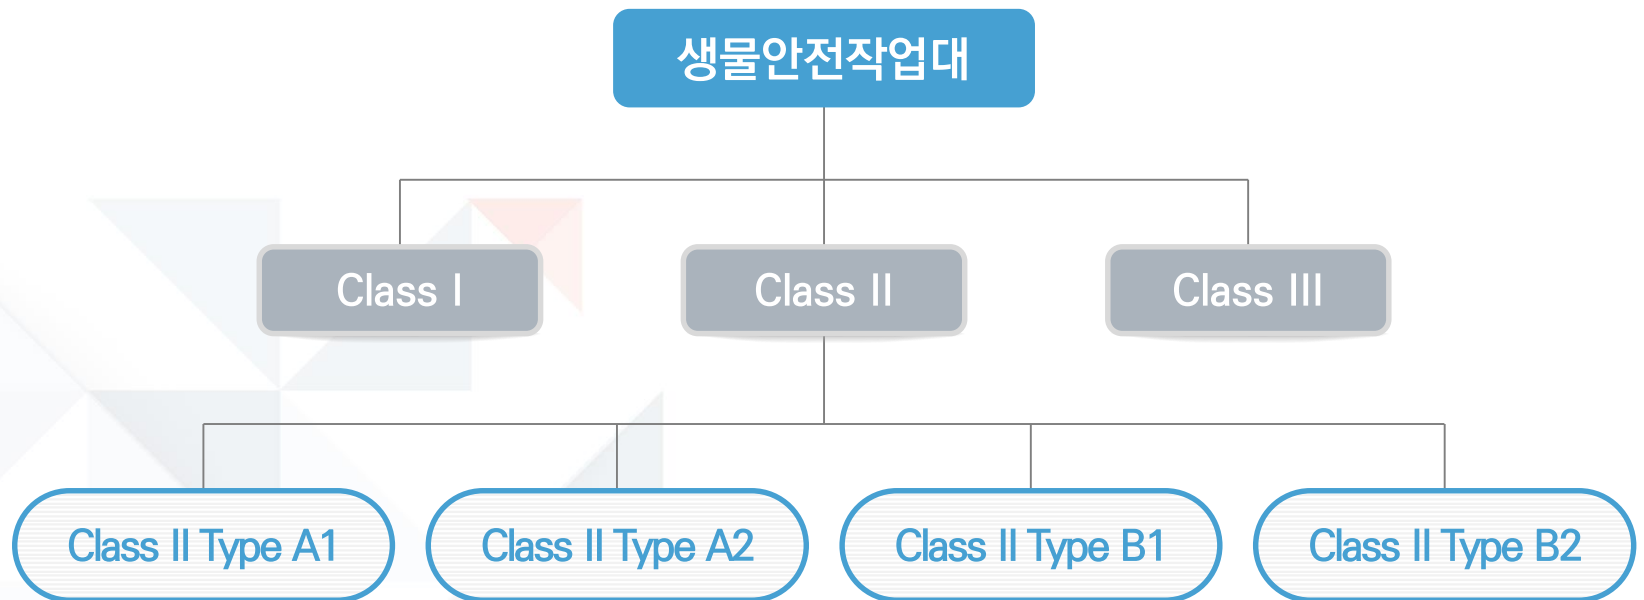 생물안전작업대
Class I
Class II
Class III
Class II Type A1
Class II Type A2
Class II Type B1
Class II Type B2